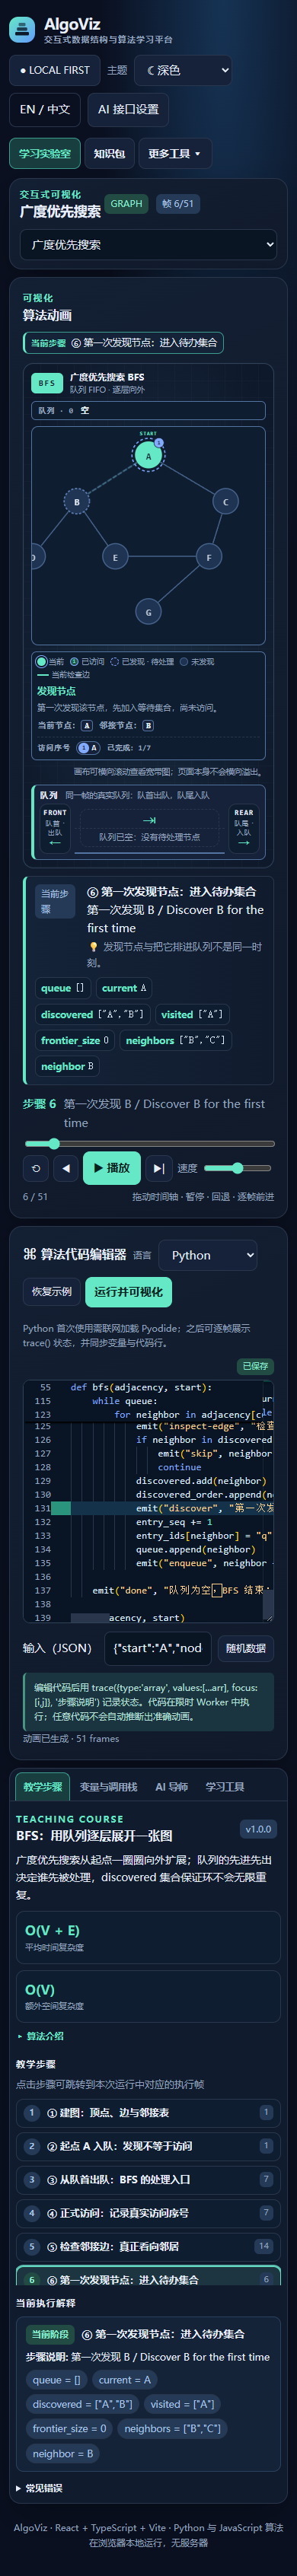 AlgoViz
交互式数据结构与算法学习平台
● LOCAL FIRST
主题
☾ 深色
EN / 中文
AI 接口设置
学习实验室
知识包
更多工具
交互式可视化
广度优先搜索
GRAPH
帧 6/51
广度优先搜索
可视化
算法动画
当前步骤 ⑥ 第一次发现节点：进入待办集合
BFS
广度优先搜索 BFS
队列 FIFO · 逐层向外
队列 · 0 空
START
1
A
B
C
D
E
F
G
当前
1 已访问
已发现 · 待处理
未发现
当前检查边
发现节点
第一次发现该节点，先加入等待集合，尚未访问。
当前节点： A 邻接节点： B
访问序号 1 A 已完成：1/7
画布可横向滚动查看宽带图；页面本身不会横向溢出。
队列 同一帧的真实队列：队首出队，队尾入队
FRONT
队首 ·
出队
←
⇥
队列已空：没有待处理节点
REAR
队尾 ·
入队
→
当前步骤
⑥ 第一次发现节点：进入待办集合
第一次发现 B / Discover B for the first time
💡 发现节点与把它排进队列不是同一时刻。
queue []
current A
discovered ["A","B"]
visited ["A"]
frontier_size 0
neighbors ["B","C"]
neighbor B
步骤 6 第一次发现 B / Discover B for the first time
⟲
◀
▶ 播放
▶|
速度
6 / 51
拖动时间轴 · 暂停 · 回退 · 逐帧前进
⌘ 算法代码编辑器
语言
Python
恢复示例
运行并可视化
Python 首次使用需联网加载 Pyodide；之后可逐帧展示 trace() 状态，并同步变量与代码行。
已保存
55 def bfs(adjacency, start):
115 while queue:
123 for neighbor in adjacency[c
125 emit("inspect-edge", "检查
126 if neighbor in discovered
127 emit("skip", neighbor
128 continue
129 discovered.add(neighbor)
130 discovered_order.append(ne
131 emit("discover", "第一次发
132 entry_seq += 1
133 entry_ids[neighbor] = "q"
134 queue.append(neighbor)
135 emit("enqueue", neighbor
136
137 emit("done", "队列为空，BFS 结束
138
139 acency, start)
输入（JSON）
{"start":"A","nod
随机数据
编辑代码后用 trace({type:'array', values:[...arr], focus:[i,j]}, '步骤说明') 记录状态。代码在限时 Worker 中执行；任意代码不会自动推断出准确动画。
动画已生成 · 51 frames
教学步骤
变量与调用栈
AI 导师
学习工具
TEACHING COURSE
BFS：用队列逐层展开一张图
v1.0.0
广度优先搜索从起点一圈圈向外扩展；队列的先进先出决定谁先被处理，discovered 集合保证环不会无限重复。
O(V + E)
平均时间复杂度
O(V)
额外空间复杂度
▸ 算法介绍
教学步骤
点击步骤可跳转到本次运行中对应的执行帧
1 ① 建图：顶点、边与邻接表 1
2 ② 起点 A 入队：发现不等于访问 1
3 ③ 从队首出队：BFS 的处理入口 7
4 ④ 正式访问：记录真实访问序号 7
5 ⑤ 检查邻接边：真正看向邻居 14
6 ⑥ 第一次发现节点：进入待办集合 6
当前执行解释
当前阶段 ⑥ 第一次发现节点：进入待办集合
步骤说明: 第一次发现 B / Discover B for the first time
queue = []
current = A
discovered = ["A","B"]
visited = ["A"]
frontier_size = 0
neighbors = ["B","C"]
neighbor = B
▶ 常见错误
AlgoViz · React + TypeScript + Vite · Python 与 JavaScript 算法在浏览器本地运行，无服务器